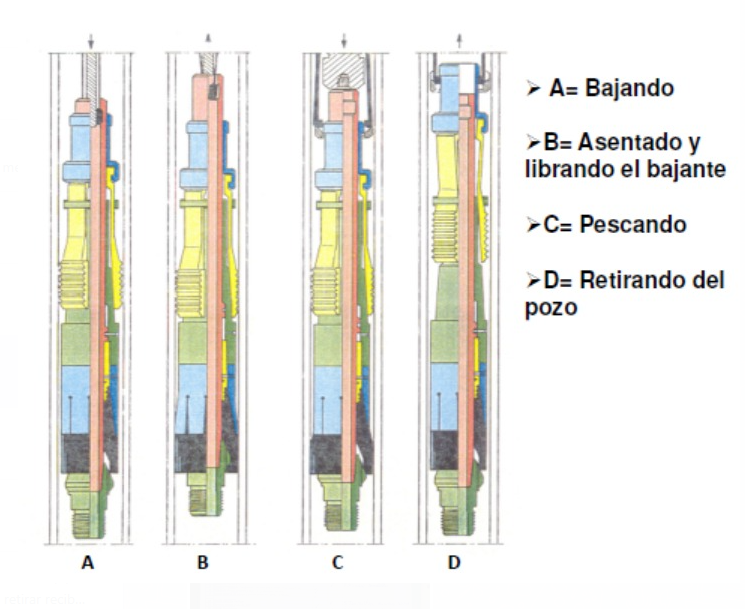 ➢ A= Bajando
➢B= Asentado y
librando el bajante
➢C= Pescando
➢D= Retirando del
pozo
A
B
C
D